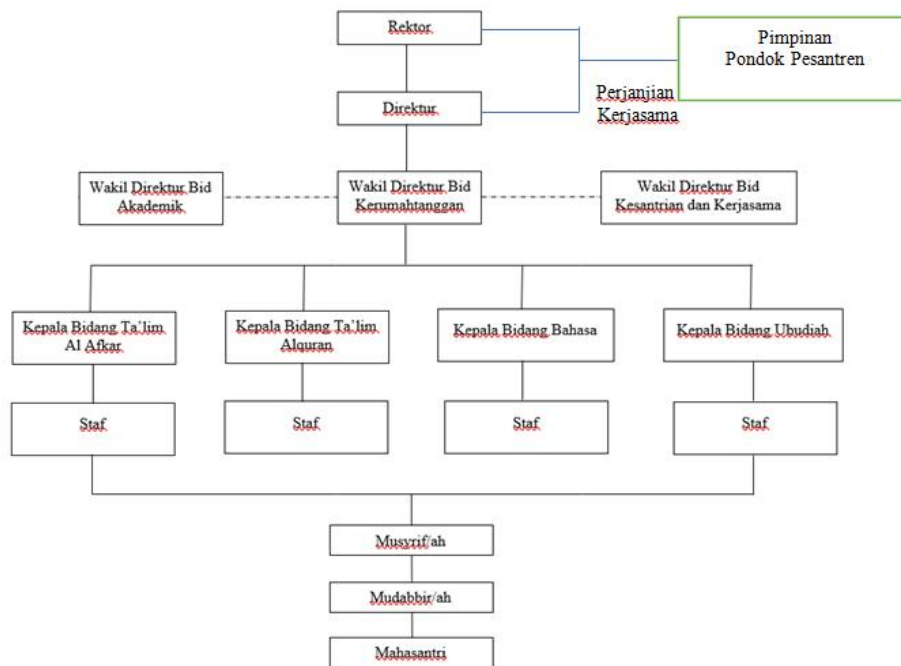 Rektor
Pimpinan
Pondok Pesantren
Perjanjian
Kerjasama
Direktur
Wakil Direktur Bid
Akademik
Wakil Direktur Bid
Kerumahtanggan
Wakil Direktur Bid
Kesantrian dan Kerjasama
Kepala Bidang Ta’lim
Al Afkar
Kepala Bidang Ta’lim
Alquran
Kepala Bidang Bahasa
Kepala Bidang Ubudiah
Staf
Staf
Staf
Staf
Musyrif/ah
Mudabbir/ah
Mahasantri